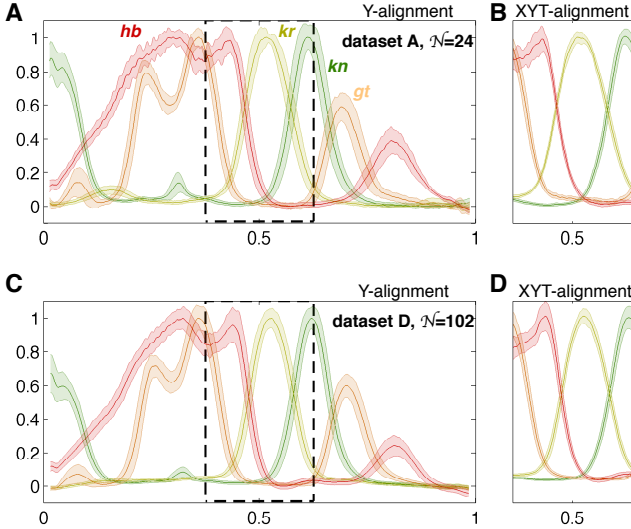 A Y-alignment
hb kr dataset A, N=24
kn
gt
1
0.8
0.6
0.4
0.2
0
0 0.5 1
B XYT-alignment
0.5
C Y-alignment
dataset D, N=102
1
0.8
0.6
0.4
0.2
0
0 0.5 1
D XYT-alignment
0.5